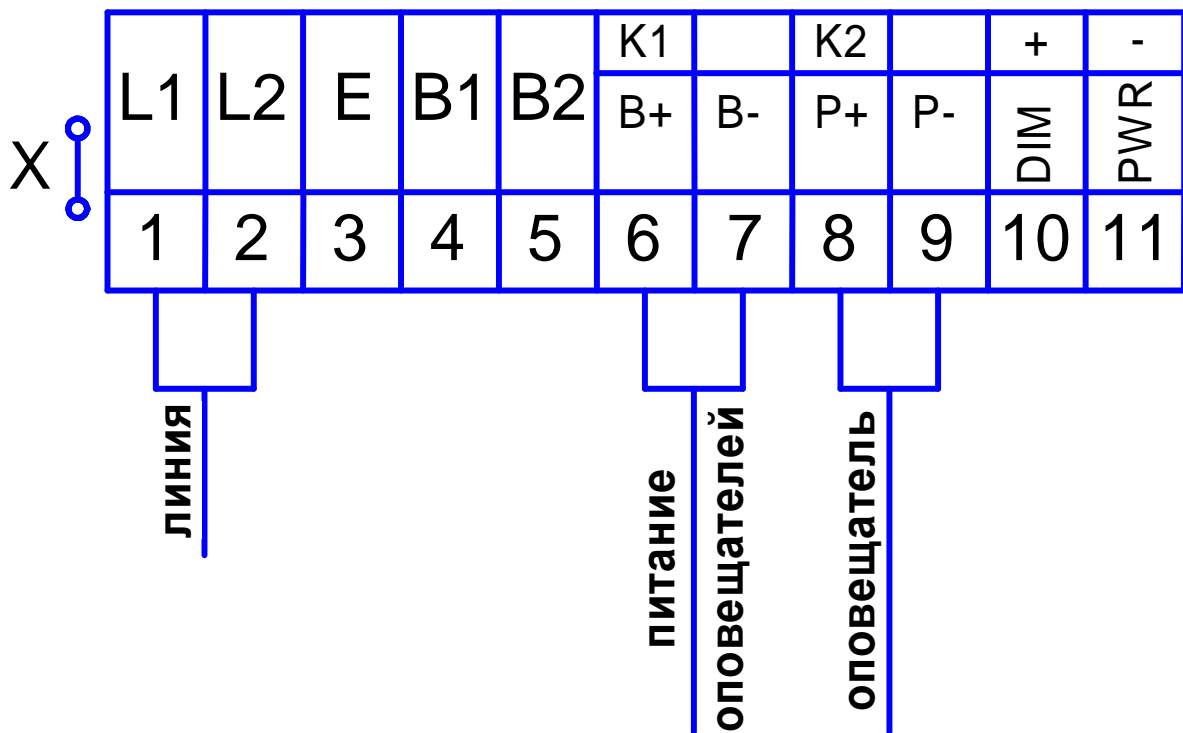 K1 K2 + -
L1 L2 E B1 B2 B+ B- P+ P- DIM PWR
X
1 2 3 4 5 6 7 8 9 10 11
линия
питание
оповещателей
оповещатель